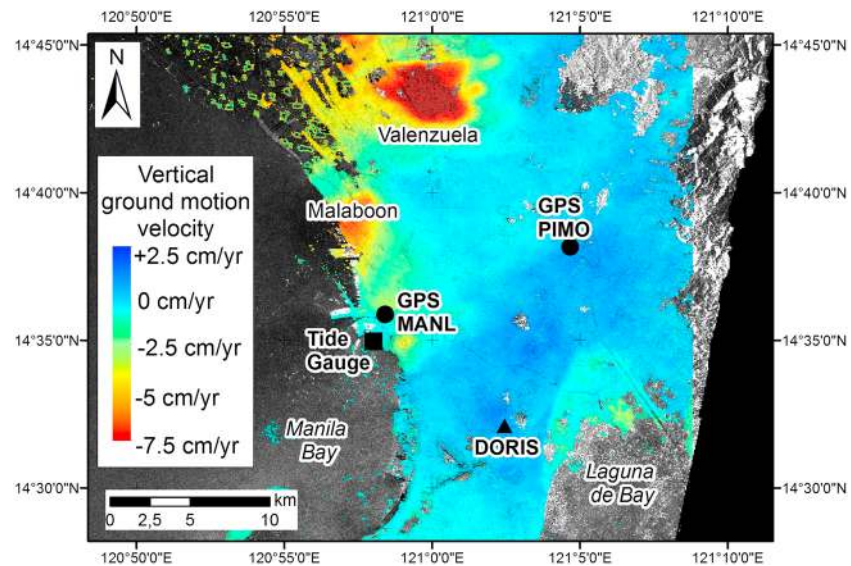 120°50'0"E 120°55'0"E 121°0'0"E 121°5'0"E 121°10'0"E
14°45'0"N 14°45'0"N
N
Valenzuela
Vertical
ground motion
velocity
14°40'0"N 14°40'0"N
Malaboon
GPS
PIMO
+2.5 cm/yr
0 cm/yr
-2.5 cm/yr
-5 cm/yr
-7.5 cm/yr
GPS
MANL
14°35'0"N 14°35'0"N
Tide
Gauge
Manila
Bay
DORIS
Laguna
de Bay
14°30'0"N 14°30'0"N
km
0 2,5 5 10
120°50'0"E 120°55'0"E 121°0'0"E 121°5'0"E 121°10'0"E